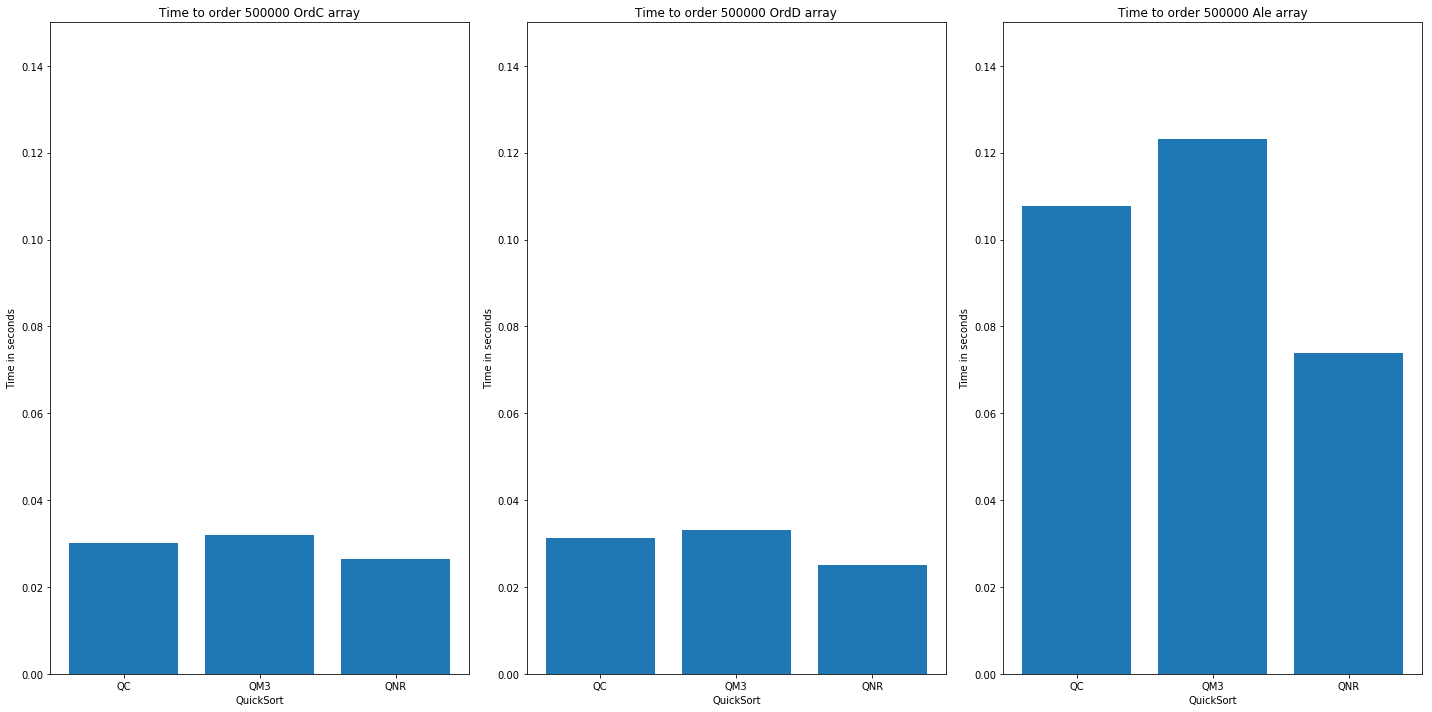 Time to order 500000 OrdC array
0.14
0.12
0.10
0.08
0.06
0.04
0.02
0.00
Time in seconds
QC QM3 QNR
QuickSort
Time to order 500000 OrdD array
0.14
0.12
0.10
0.08
0.06
0.04
0.02
0.00
Time in seconds
QC QM3 QNR
QuickSort
Time to order 500000 Ale array
0.14
0.12
0.10
0.08
0.06
0.04
0.02
0.00
Time in seconds
QC QM3 QNR
QuickSort